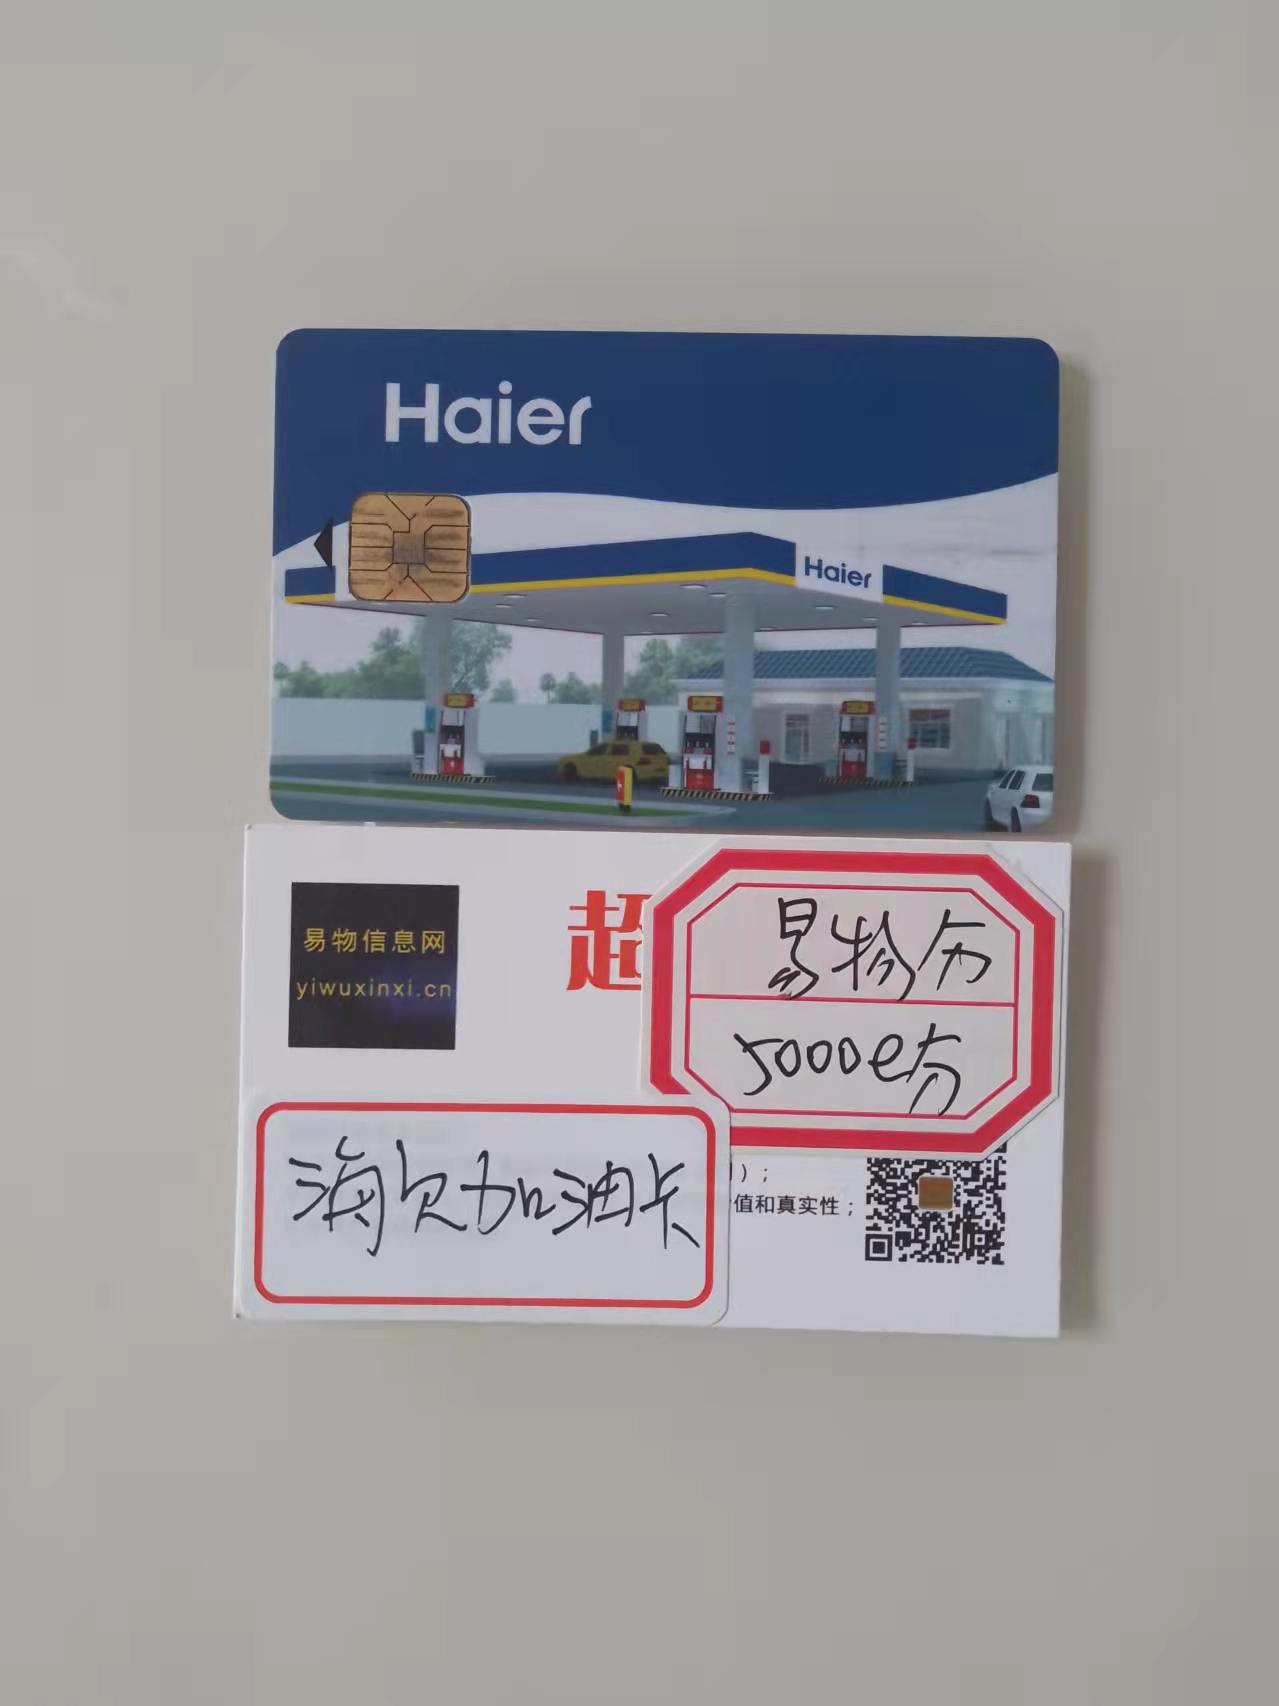 Haier
Haier
易物信息网
yiwuxinxi.cn
超
易物分
5000e分
海尔加油卡
)；
值和真实性；